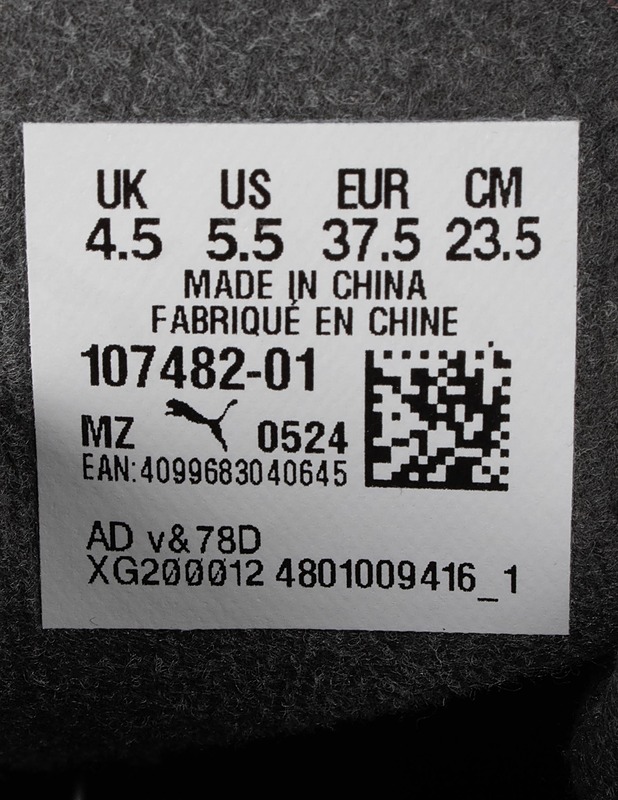 UK US EUR CM
4.5 5.5 37.5 23.5
MADE IN CHINA
FABRIQUÉ EN CHINE
107482-01
MZ 0524
EAN:4099683040645
AD v&78D
XG200012 4801009416_1